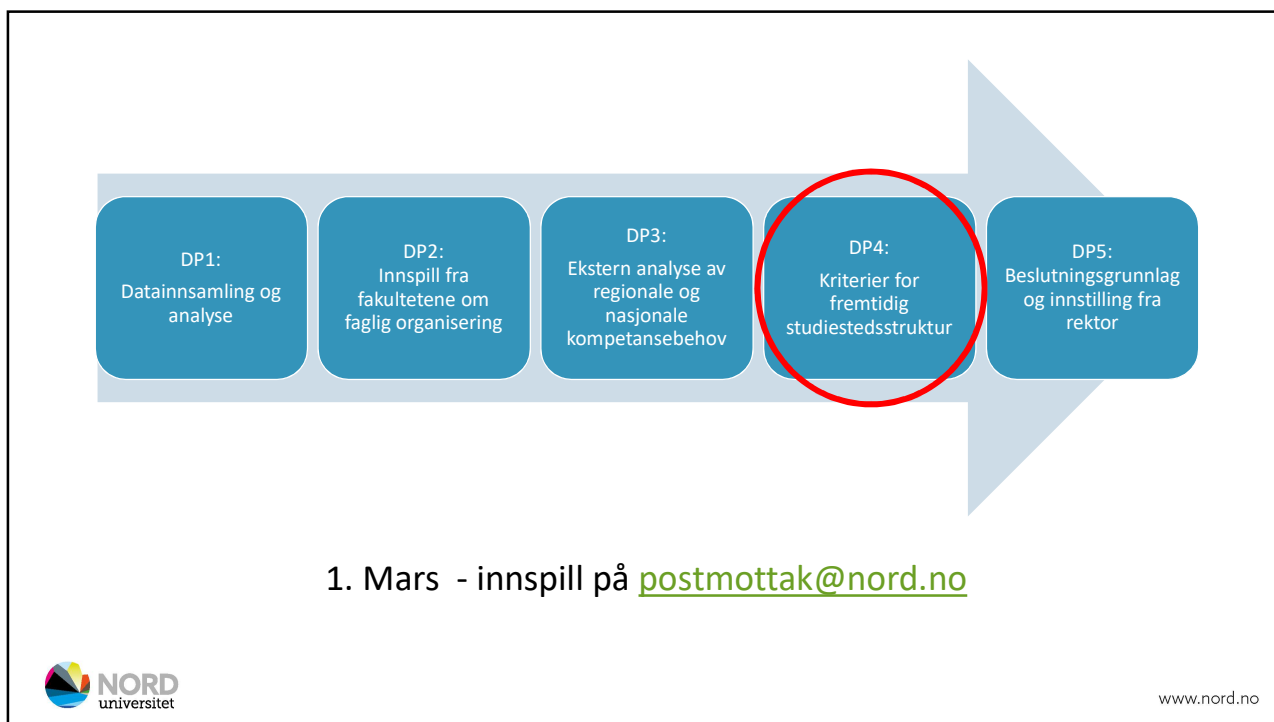 DP1:
Datainnsamling og
analyse
DP2:
Innspill fra
fakultetene om
faglig organisering
DP3:
Ekstern analyse av
regionale og
nasjonale
kompetansebehov
DP4:
Kriterier for
fremtidig
studiestedsstruktur
DP5:
Beslutningsgrunnlag
og innstilling fra
rektor
1. Mars  - innspill på postmottak@nord.no
NORD
universitet
www.nord.no